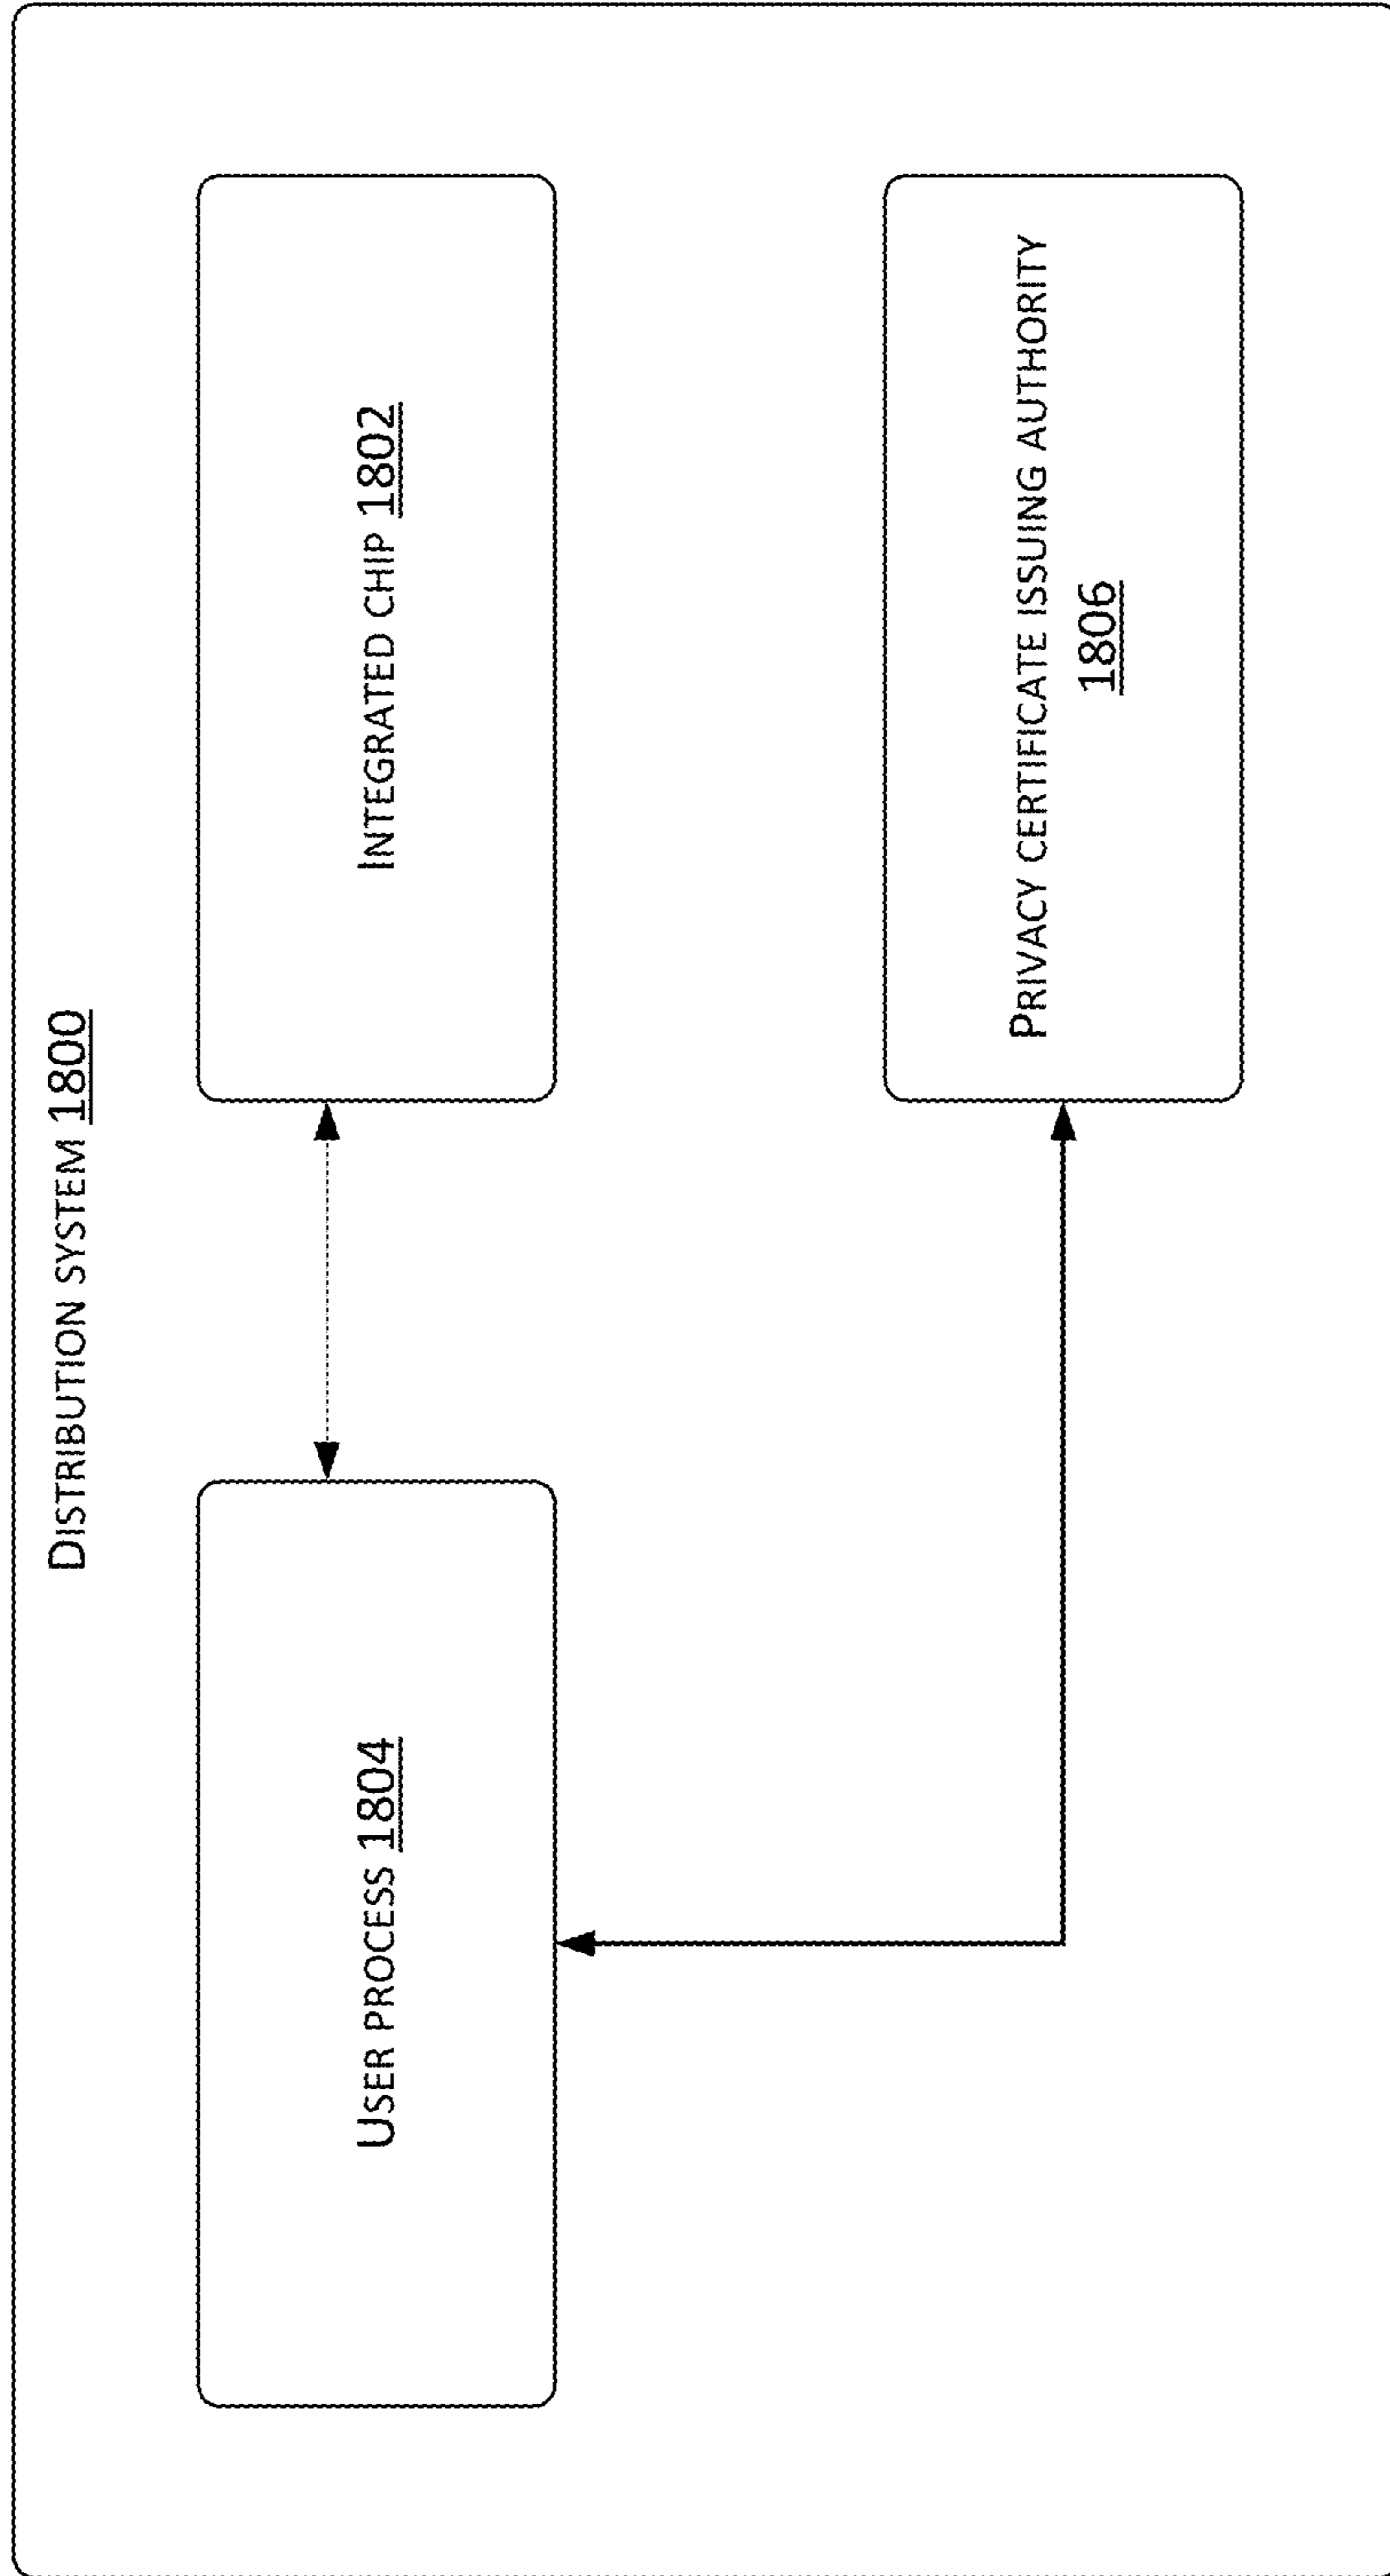 DISTRIBUTION SYSTEM 1800
USER PROCESS 1804
INTEGRATED CHIP 1802
PRIVACY CERTIFICATE ISSUING AUTHORITY
1806